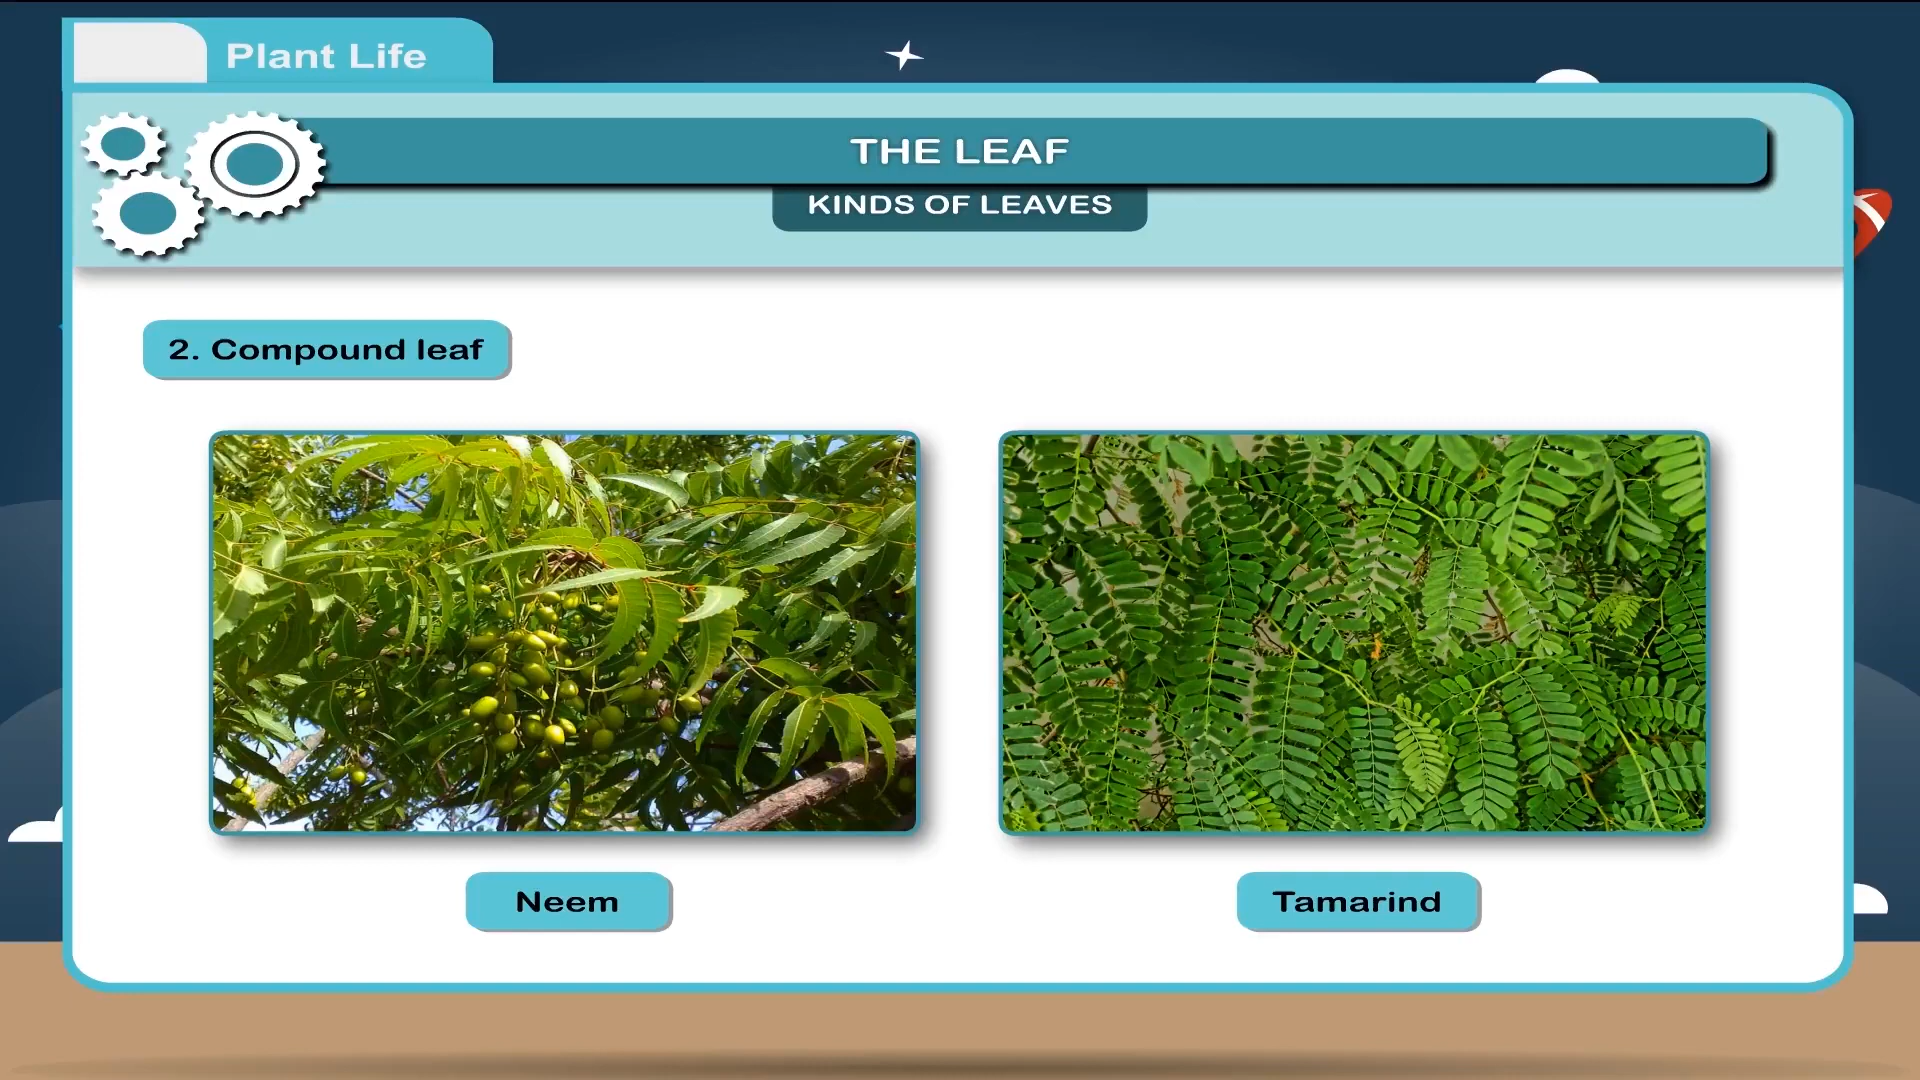 Plant Life
THE LEAF
KINDS OF LEAVES
2. Compound leaf
Neem
Tamarind